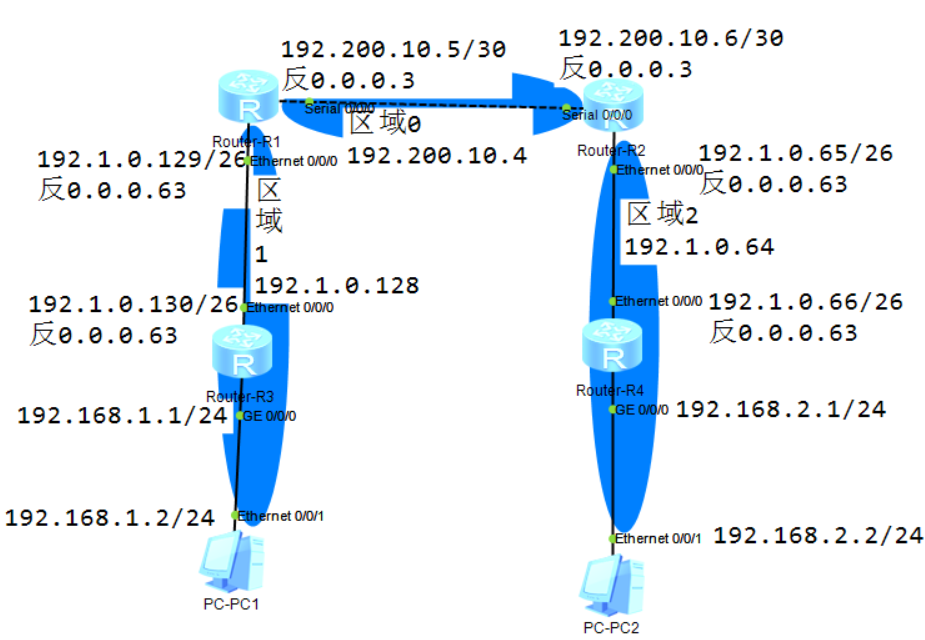 192.200.10.5/30
反0.0.0.3
192.200.10.6/30
反0.0.0.3
R
Serial 0/0/0
Serial 0/0/0
R
区域0
192.200.10.4
Router-R1
Router-R2
192.1.0.129/26
反0.0.0.63
Ethernet 0/0/0
Ethernet 0/0/0
192.1.0.65/26
反0.0.0.63
区
域
1
192.1.0.128
区域2
192.1.0.64
192.1.0.130/26
反0.0.0.63
Ethernet 0/0/0
Ethernet 0/0/0
192.1.0.66/26
反0.0.0.63
R
R
Router-R3
Router-R4
192.168.1.1/24
GE 0/0/0
GE 0/0/0
192.168.2.1/24
192.168.1.2/24
Ethernet 0/0/1
Ethernet 0/0/1
192.168.2.2/24
PC-PC1
PC-PC2